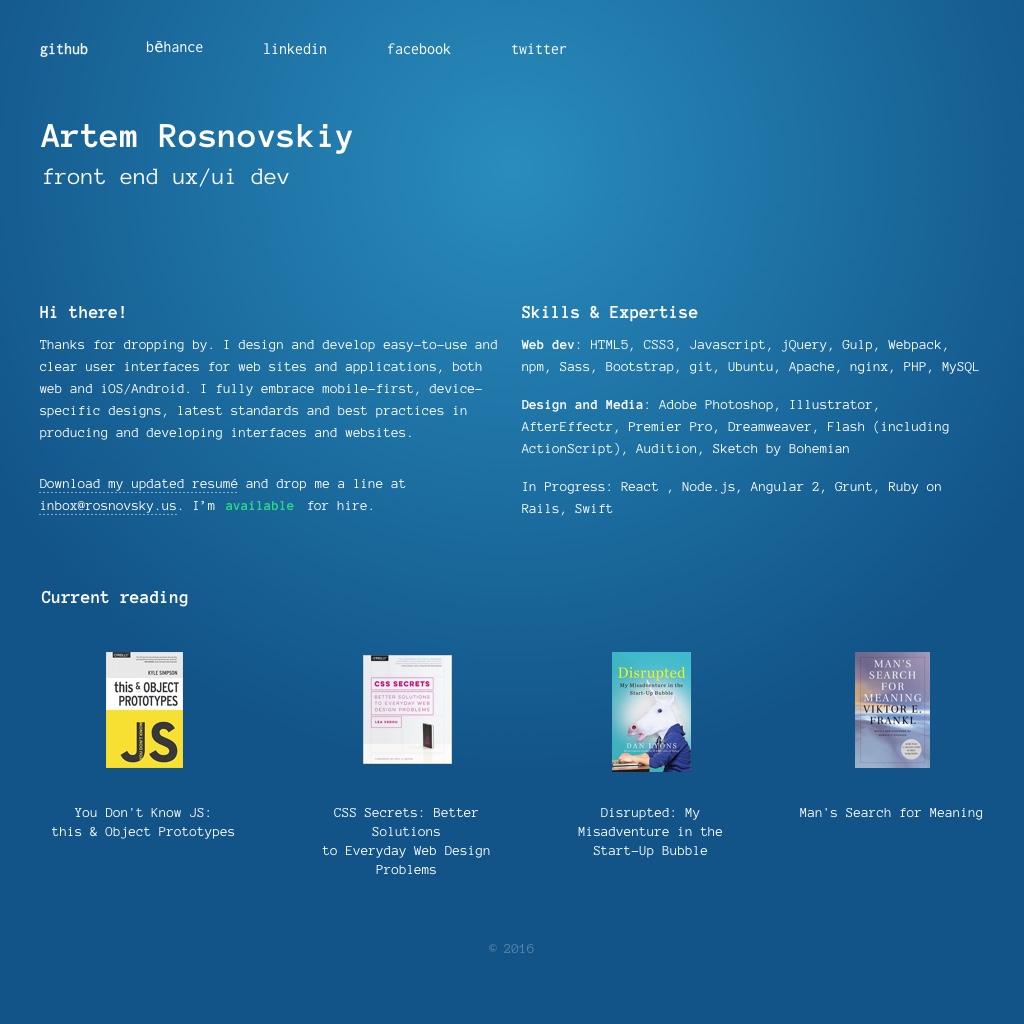 github bēhance linkedin facebook twitter
Artem Rosnovskiy
front end ux/ui dev
Hi there!
Thanks for dropping by. I design and develop easy-to-use and
clear user interfaces for web sites and applications, both
web and iOS/Android. I fully embrace mobile-first, device-
specific designs, latest standards and best practices in
producing and developing interfaces and websites.
Download my updated resumé and drop me a line at
inbox@rosnovsky.us. I’m available for hire.
Skills & Expertise
Web dev: HTML5, CSS3, Javascript, jQuery, Gulp, Webpack,
npm, Sass, Bootstrap, git, Ubuntu, Apache, nginx, PHP, MySQL
Design and Media: Adobe Photoshop, Illustrator,
AfterEffectr, Premier Pro, Dreamweaver, Flash (including
ActionScript), Audition, Sketch by Bohemian
In Progress: React , Node.js, Angular 2, Grunt, Ruby on
Rails, Swift
Current reading
O'REILLY
KYLE SIMPSON
this & OBJECT
PROTOTYPES
YOU DON'T KNOW
JS
You Don't Know JS:
this & Object Prototypes
CSS SECRETS
BETTER SOLUTIONS
TO EVERYDAY WEB
DESIGN PROBLEMS
LEA VEROU
CSS Secrets: Better
Solutions
to Everyday Web Design
Problems
Disrupted
My Misadventure in the
Start-Up Bubble
DAN LYONS
Disrupted: My
Misadventure in the
Start-Up Bubble
MAN'S
SEARCH
FOR
MEANING
VIKTOR E.
FRANKL
Man's Search for Meaning
© 2016